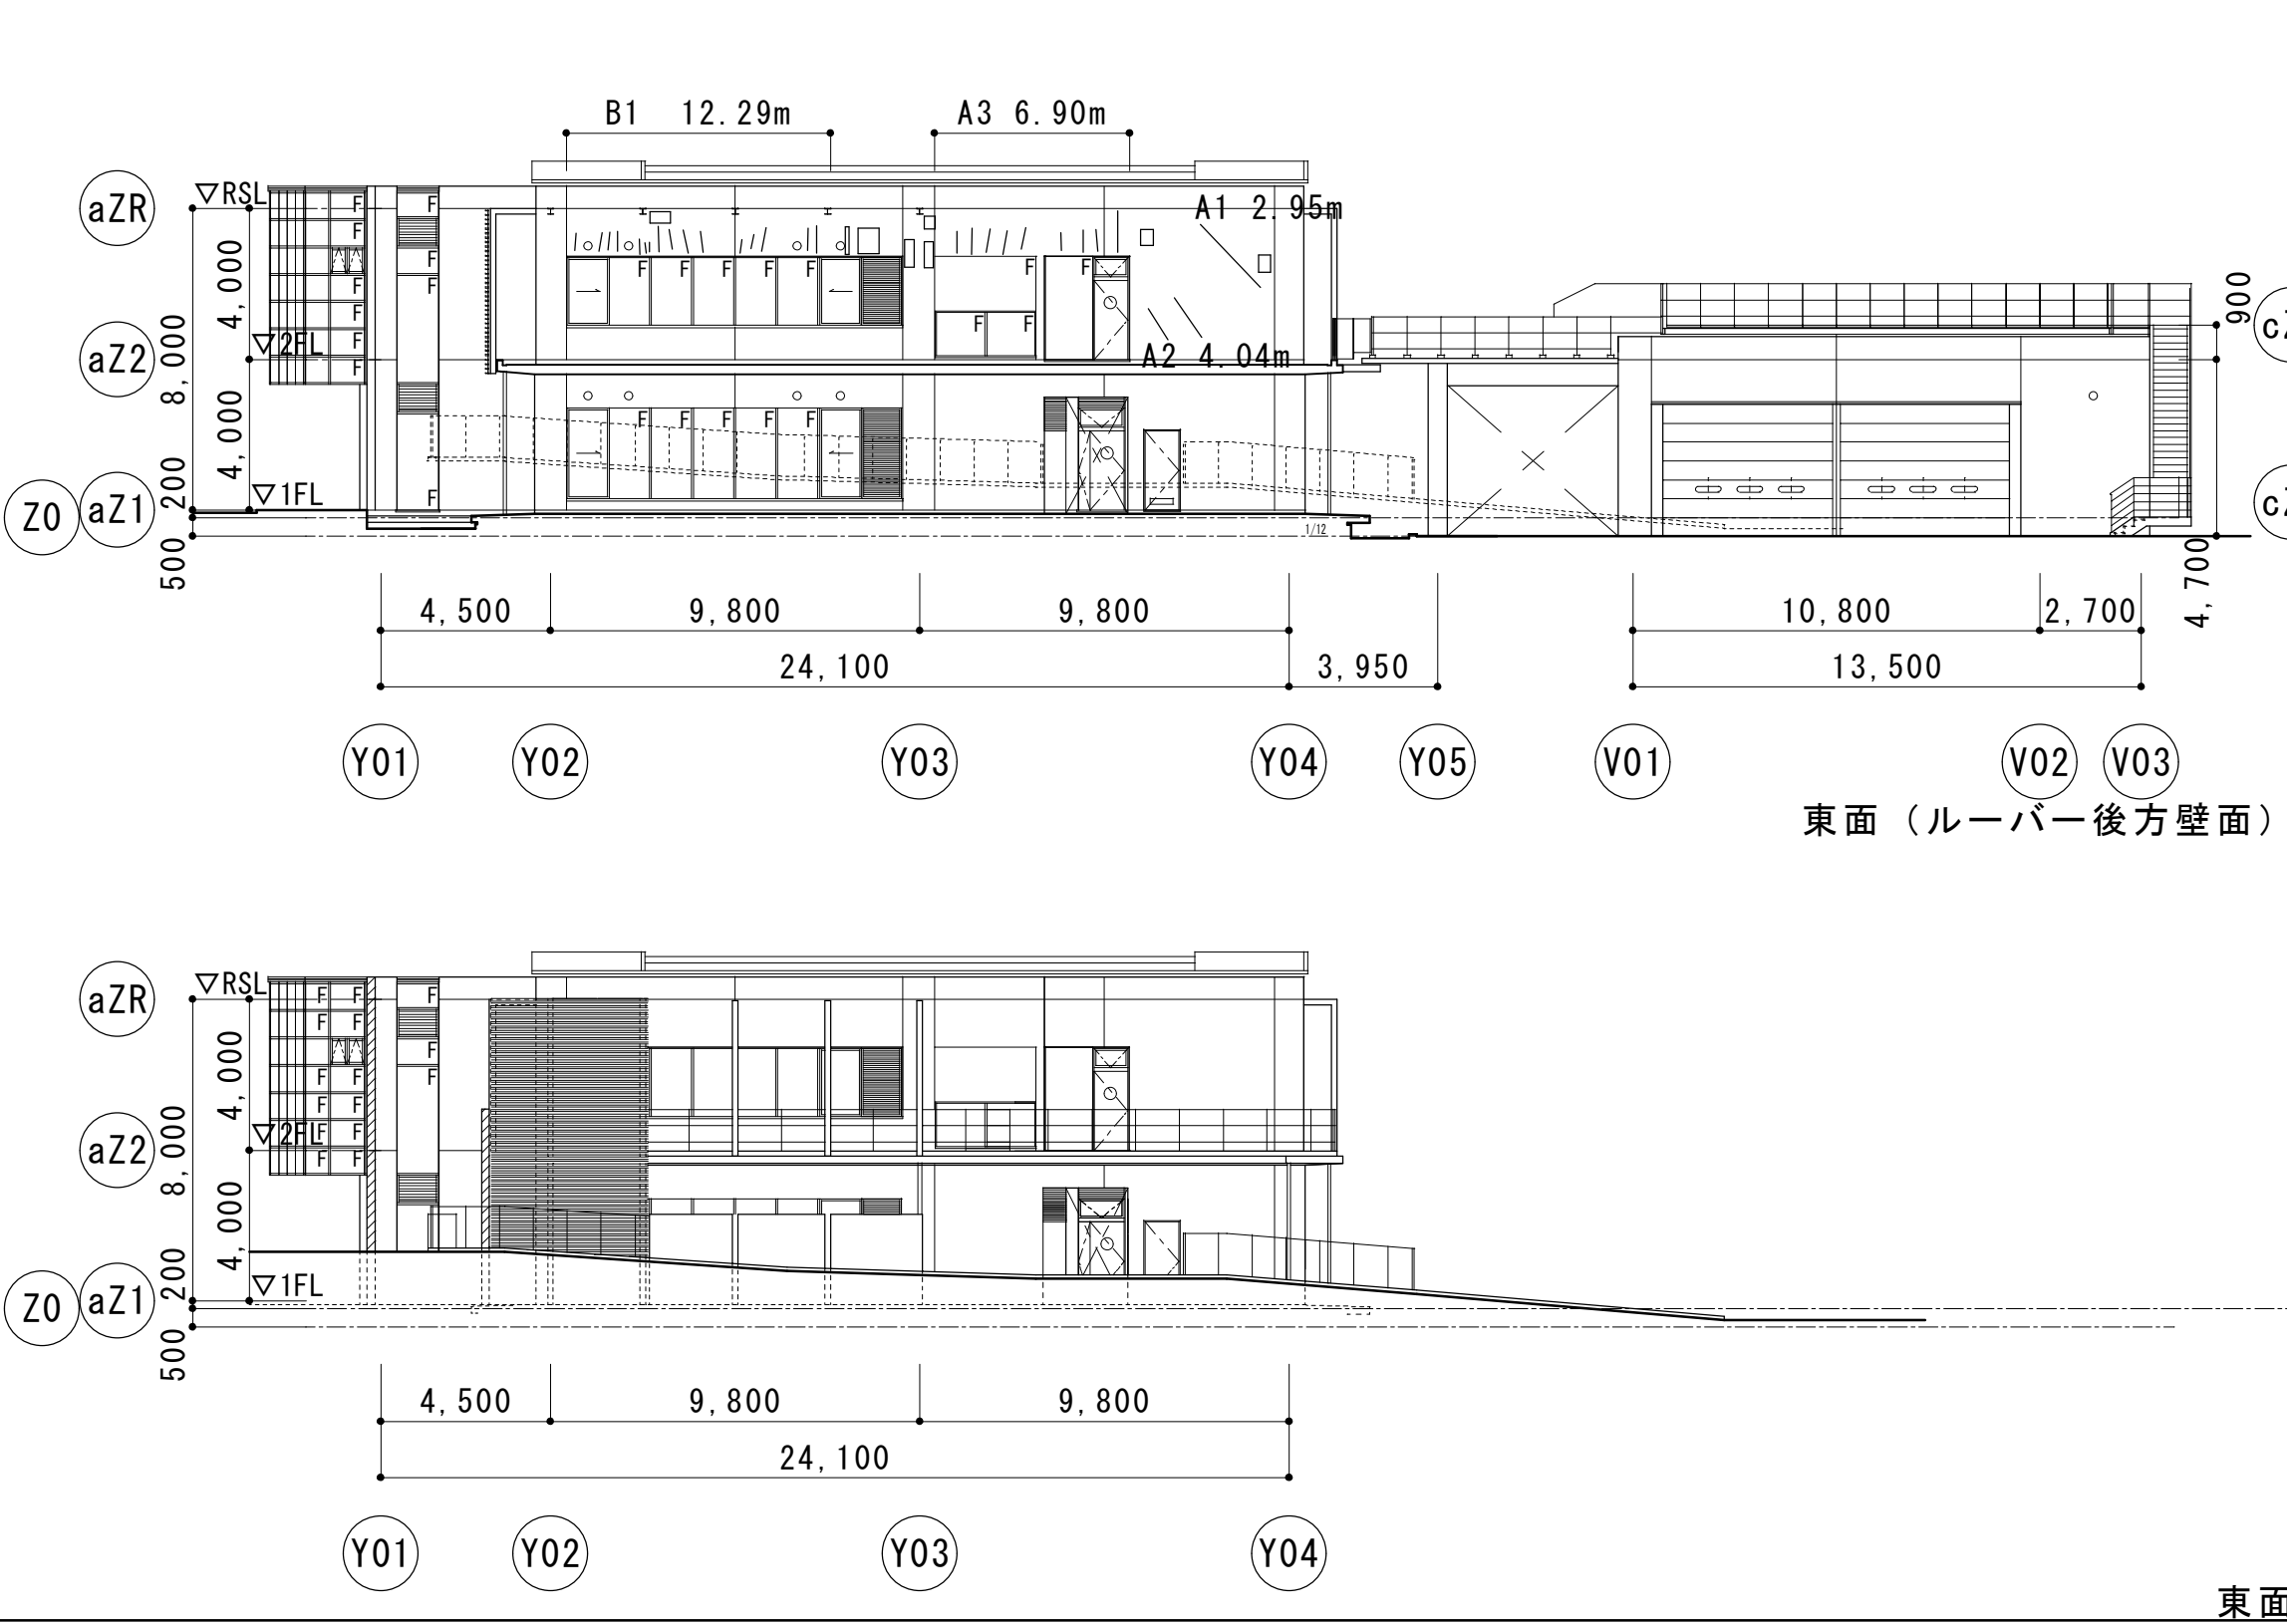 B1 12.29m
A3 6.90m
aZR
▽RSL
F
F
A1 2.95m
F
4,000
F
F F F F F F F
F
F
8,000
F
F F
900
▽2FL
F
aZ2
A2 4.04m
F
4,000
F F F F F
200
▽1FL
F
Z0
aZ1
1/12
500
4,700
4,500
9,800
9,800
10,800
2,700
24,100
3,950
13,500
Y01
Y02
Y03
Y04
Y05
V01
V02
V03
東面（ルーバー後方壁面）
aZR
▽RSL
F F F
F F
4,000
F
F F F
F F
8,000
▽2FL
F F
aZ2
F F
4,000
200
▽1FL
Z0
aZ1
500
4,500
9,800
9,800
24,100
Y01
Y02
Y03
Y04
東面